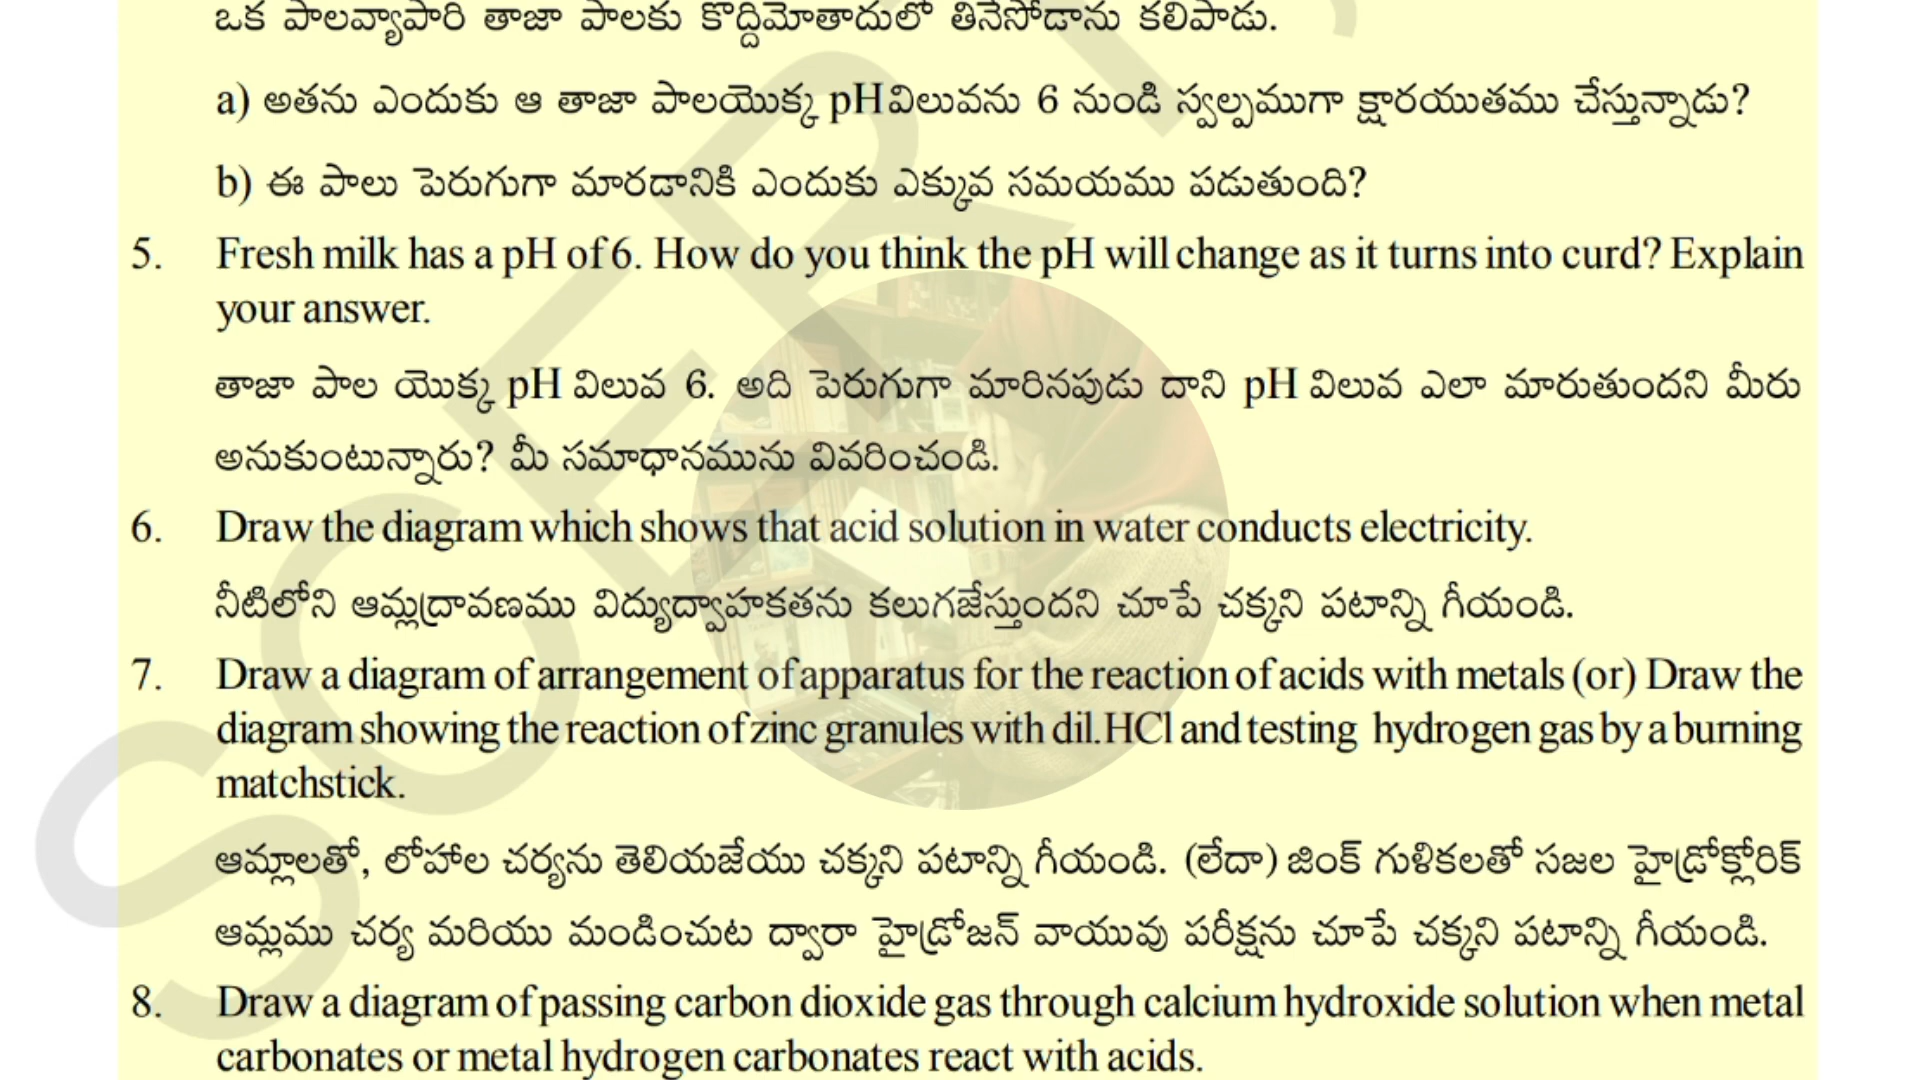 ఒక పాలవ్యాపారి తాజా పాలకు కొద్దిమోతాదులో తినేసోడాను కలిపాడు.
a) అతను ఎందుకు ఆ తాజా పాలయొక్క pHవిలువను 6 నుండి స్వల్పముగా క్షారయుతము చేస్తున్నాడు?
b) ఈ పాలు పెరుగుగా మారడానికి ఎందుకు ఎక్కువ సమయము పడుతుంది?
5. Fresh milk has a pH of 6. How do you think the pH will change as it turns into curd? Explain
your answer.
తాజా పాల యొక్క pH విలువ 6. అది పెరుగుగా మారినపుడు దాని pH విలువ ఎలా మారుతుందని మీరు
అనుకుంటున్నారు? మీ సమాధానమును వివరించండి.
6. Draw the diagram which shows that acid solution in water conducts electricity.
నీటిలోని ఆమ్లద్రావణము విద్యుద్వాహకతను కలుగజేస్తుందని చూపే చక్కని పటాన్ని గీయండి.
7. Draw a diagram of arrangement of apparatus for the reaction of acids with metals (or) Draw the
diagram showing the reaction of zinc granules with dil.HCl and testing hydrogen gas by a burning
matchstick.
ఆమ్లాలతో, లోహాల చర్యను తెలియజేయు చక్కని పటాన్ని గీయండి. (లేదా) జింక్ గుళికలతో సజల హైడ్రోక్లోరిక్
ఆమ్లము చర్య మరియు మండించుట ద్వారా హైడ్రోజన్ వాయువు పరీక్షను చూపే చక్కని పటాన్ని గీయండి.
8. Draw a diagram of passing carbon dioxide gas through calcium hydroxide solution when metal
carbonates or metal hydrogen carbonates react with acids.